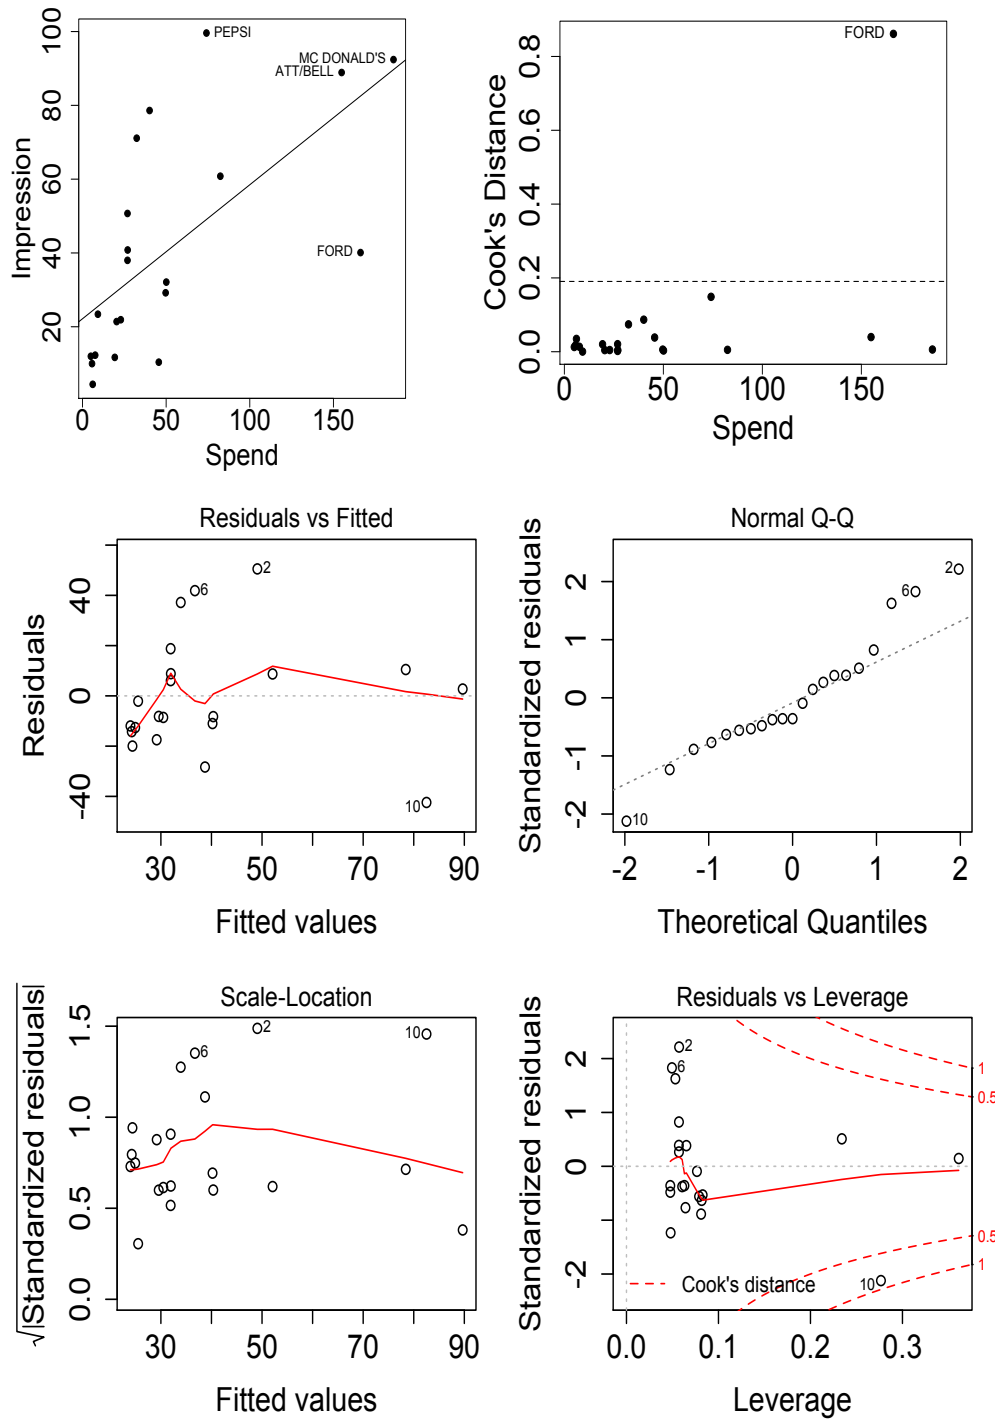 PEPSI
MC DONALD'S
ATT/BELL
FORD
Impression
20 40 60 80 100
0 50 100 150
Spend
FORD
Cook's Distance
0.0 0.2 0.4 0.6 0.8
0 50 100 150
Spend
Residuals vs Fitted
2
6
10
Residuals
-40 0 40
30 50 70 90
Fitted values
Normal Q-Q
2
6
10
Standardized residuals
-2 -1 0 1 2
-2 -1 0 1 2
Theoretical Quantiles
Scale-Location
2
10
6
√|Standardized residuals|
0.0 0.5 1.0 1.5
30 50 70 90
Fitted values
Residuals vs Leverage
2
6
10
1
0.5
0.5
1
Cook's distance
Standardized residuals
-2 0 2
0.0 0.1 0.2 0.3
Leverage